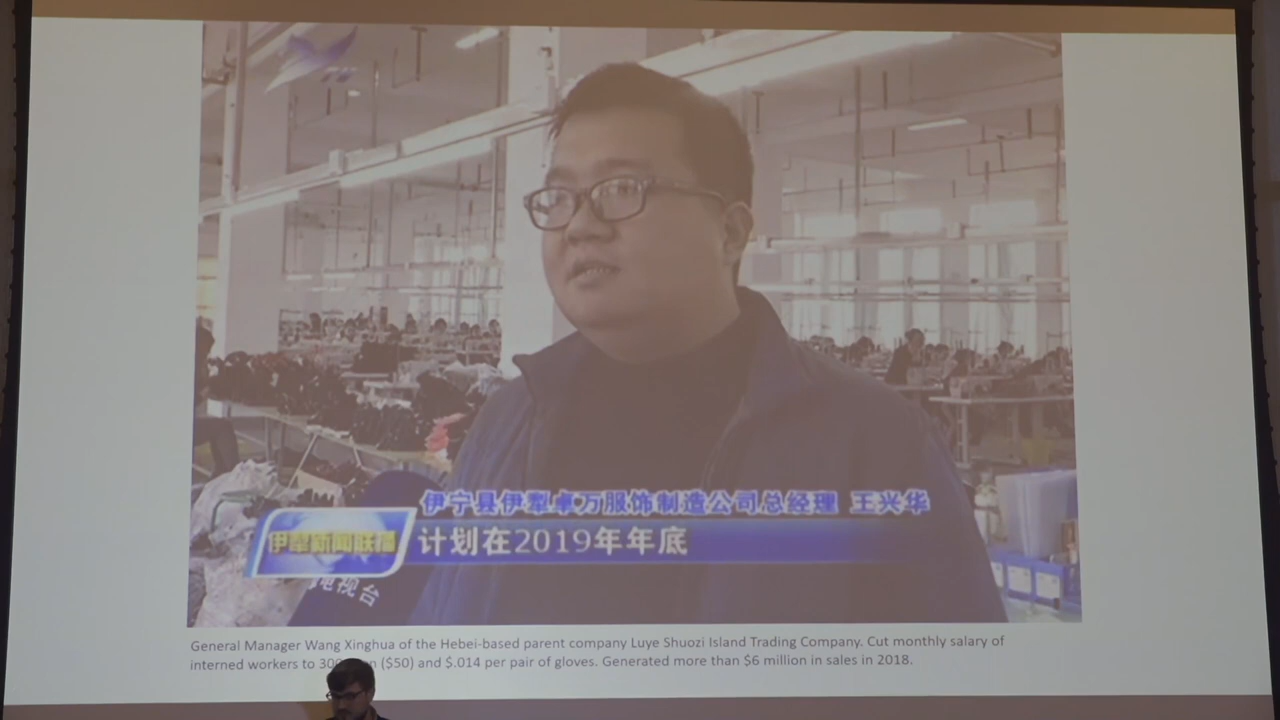 伊宁县伊犁卓万服饰制造公司总经理 王兴华
伊犁新闻联播
计划在2019年年底
视台
General Manager Wang Xinghua of the Hebei-based parent company Luye Shuozi Island Trading Company. Cut monthly salary of
interned workers to ($50) and $.014 per pair of gloves. Generated more than $6 million in sales in 2018.